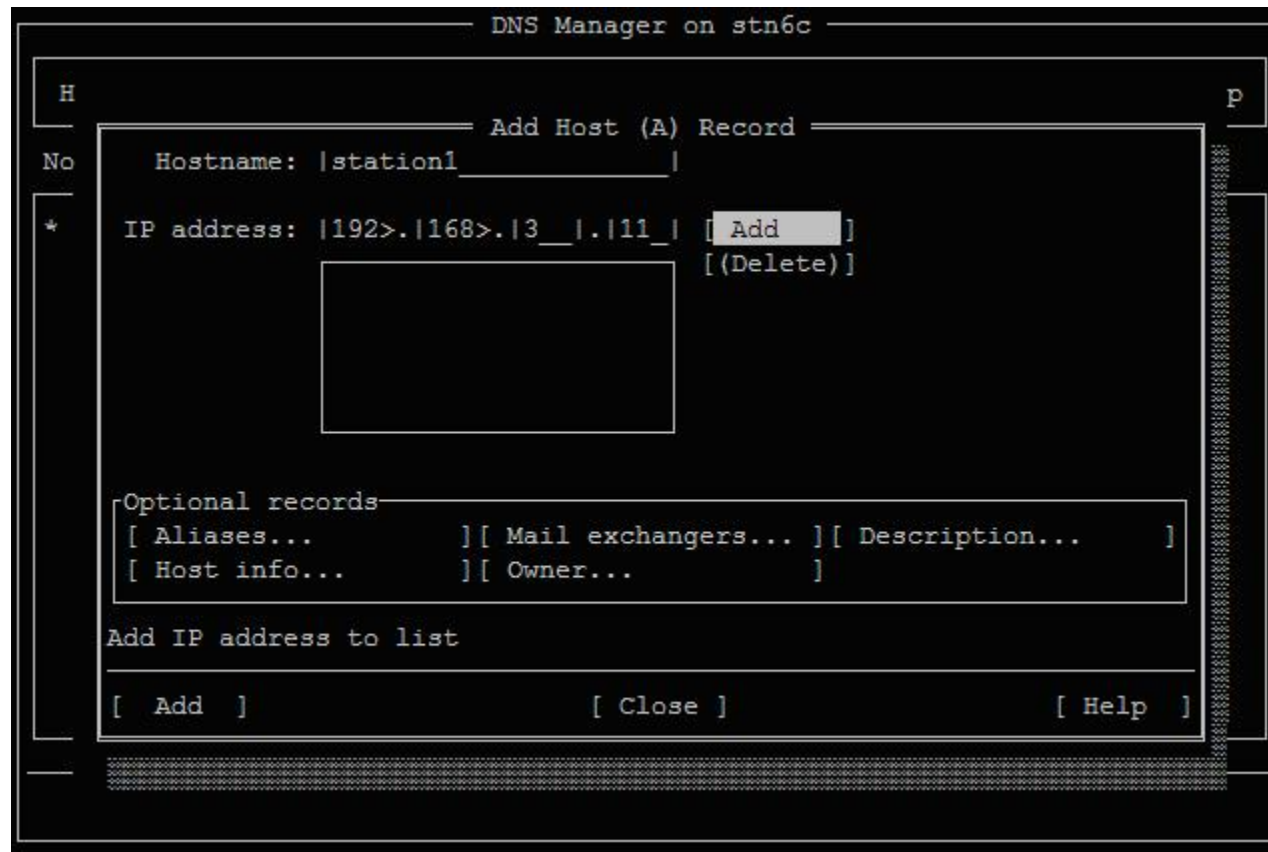 DNS Manager on stn6c
H p
Add Host (A) Record
No Hostname: |station1______________|
* IP address: |192>.|168>.|3__|.|11_| [ Add ]
[(Delete)]
Optional records
[ Aliases... ][ Mail exchangers... ][ Description... ]
[ Host info... ][ Owner... ]
Add IP address to list
[ Add ] [ Close ] [ Help ]